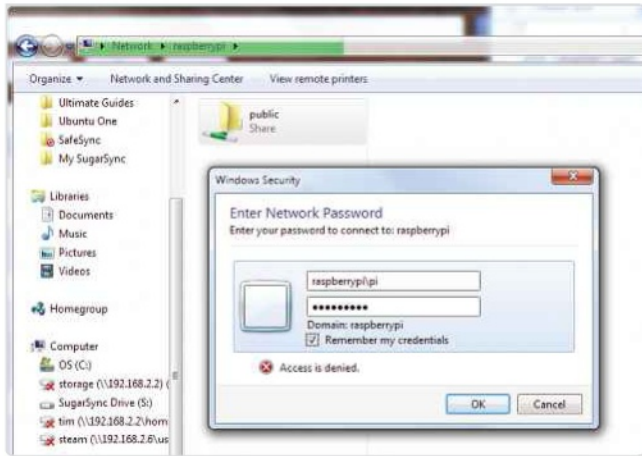 Network ▸ raspberrypi ▸
Organize ▾ Network and Sharing Center View remote printers
Ultimate Guides
Ubuntu One
SafeSync
My SugarSync
Libraries
Documents
Music
Pictures
Videos
Homegroup
Computer
OS (C:)
storage (\\192.168.2.2) (
SugarSync Drive (S:)
tim (\\192.168.2.2\hom
steam (\\192.168.2.6\us
public
Share
Windows Security
Enter Network Password
Enter your password to connect to: raspberrypi
raspberrypi\pi
•••••••••
Domain: raspberrypi
Remember my credentials
Access is denied.
OK Cancel